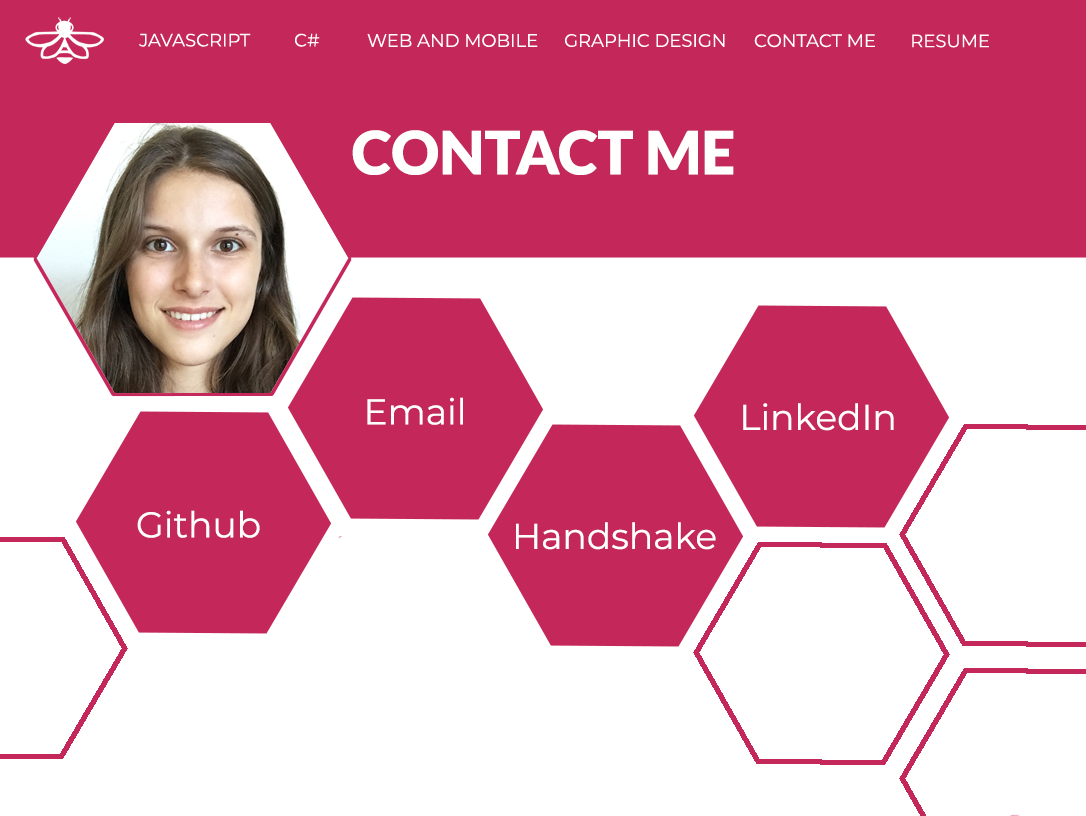 JAVASCRIPT C# WEB AND MOBILE GRAPHIC DESIGN CONTACT ME RESUME
CONTACT ME
Email
LinkedIn
Github
Handshake